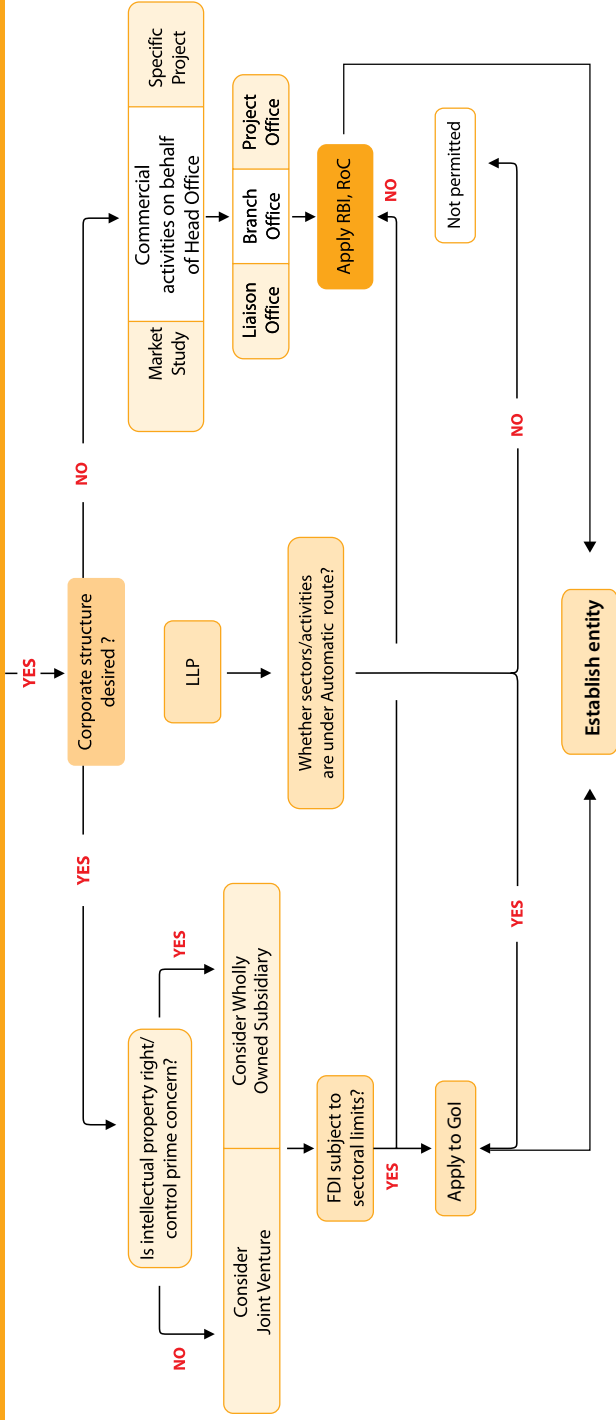 YES
Corporate structure
desired ?
YES
NO
Is intellectual property right/
control prime concern?
NO
YES
Consider
Joint Venture
Consider Wholly
Owned Subsidiary
LLP
Market
Study
Commercial
activities on behalf
of Head Office
Specific
Project
Liaison
Office
Branch
Office
Project
Office
FDI subject to
sectoral limits?
Whether sectors/activities
are under Automatic route?
Apply RBI, RoC
YES
NO
Apply to GoI
Not permitted
YES
NO
Establish entity